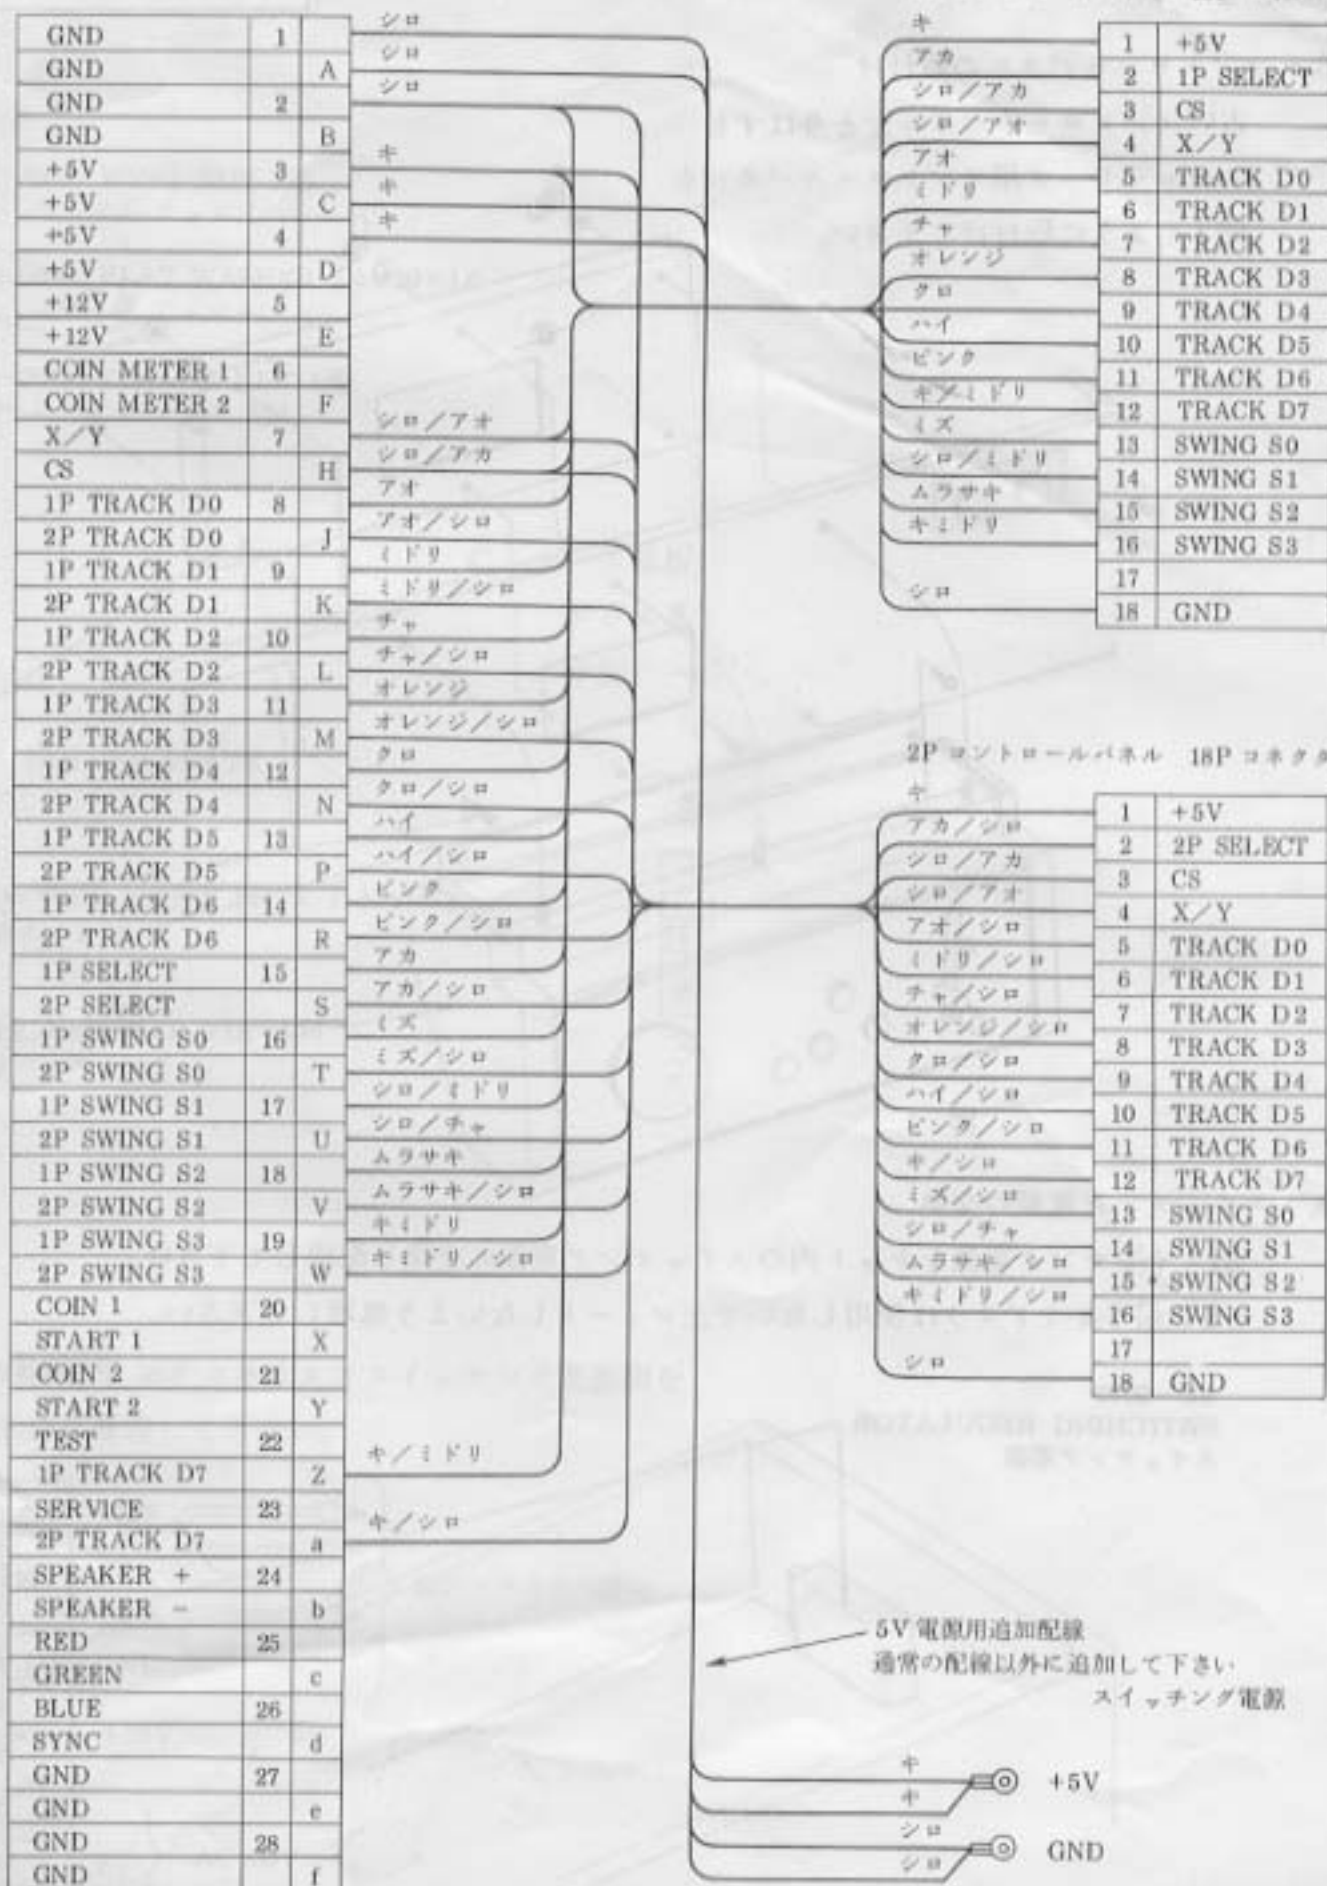 GND 1 シロ
GND A シロ
GND 2 シロ
GND B
+5V 3 キ
+5V C キ
+5V 4 キ
+5V D
+12V 5
+12V E
COIN METER 1 6
COIN METER 2 F
X/Y 7 シロ/アオ
CS H シロ/アカ
1P TRACK D0 8 アオ
2P TRACK D0 J アオ/シロ
1P TRACK D1 9 ミドリ
2P TRACK D1 K ミドリ/シロ
1P TRACK D2 10 チャ
2P TRACK D2 L チャ/シロ
1P TRACK D3 11 オレンジ
2P TRACK D3 M オレンジ/シロ
1P TRACK D4 12 クロ
2P TRACK D4 N クロ/シロ
1P TRACK D5 13 ハイ
2P TRACK D5 P ハイ/シロ
1P TRACK D6 14 ピンク
2P TRACK D6 R ピンク/シロ
1P SELECT 15 アカ
2P SELECT S アカ/シロ
1P SWING S0 16 ミズ
2P SWING S0 T ミズ/シロ
1P SWING S1 17 シロ/ミドリ
2P SWING S1 U シロ/チャ
1P SWING S2 18 ムラサキ
2P SWING S2 V ムラサキ/シロ
1P SWING S3 19 キミドリ
2P SWING S3 W キミドリ/シロ
COIN 1 20
START 1 X
COIN 2 21
START 2 Y
TEST 22
1P TRACK D7 Z キ/ミドリ
SERVICE 23
2P TRACK D7 a キ/シロ
SPEAKER + 24
SPEAKER - b
RED 25
GREEN c
BLUE 26
SYNC d
GND 27
GND e
GND 28
GND f
キ 1 +5V
アカ 2 1P SELECT
シロ/アカ 3 CS
シロ/アオ 4 X/Y
アオ 5 TRACK D0
ミドリ 6 TRACK D1
チャ 7 TRACK D2
オレンジ 8 TRACK D3
クロ 9 TRACK D4
ハイ 10 TRACK D5
ピンク 11 TRACK D6
キ/ミドリ 12 TRACK D7
ミズ 13 SWING S0
シロ/ミドリ 14 SWING S1
ムラサキ 15 SWING S2
キミドリ 16 SWING S3
17
シロ 18 GND
2P コントロールパネル 18P コネクタ
キ 1 +5V
アカ/シロ 2 2P SELECT
シロ/アカ 3 CS
シロ/アオ 4 X/Y
アオ/シロ 5 TRACK D0
ミドリ/シロ 6 TRACK D1
チャ/シロ 7 TRACK D2
オレンジ/シロ 8 TRACK D3
クロ/シロ 9 TRACK D4
ハイ/シロ 10 TRACK D5
ピンク/シロ 11 TRACK D6
キ/シロ 12 TRACK D7
ミズ/シロ 13 SWING S0
シロ/チャ 14 SWING S1
ムラサキ/シロ 15 SWING S2
キミドリ/シロ 16 SWING S3
17
シロ 18 GND
5V 電源用追加配線
通常の配線以外に追加して下さい
スイッチング電源
キ
キ +5V
シロ
シロ GND